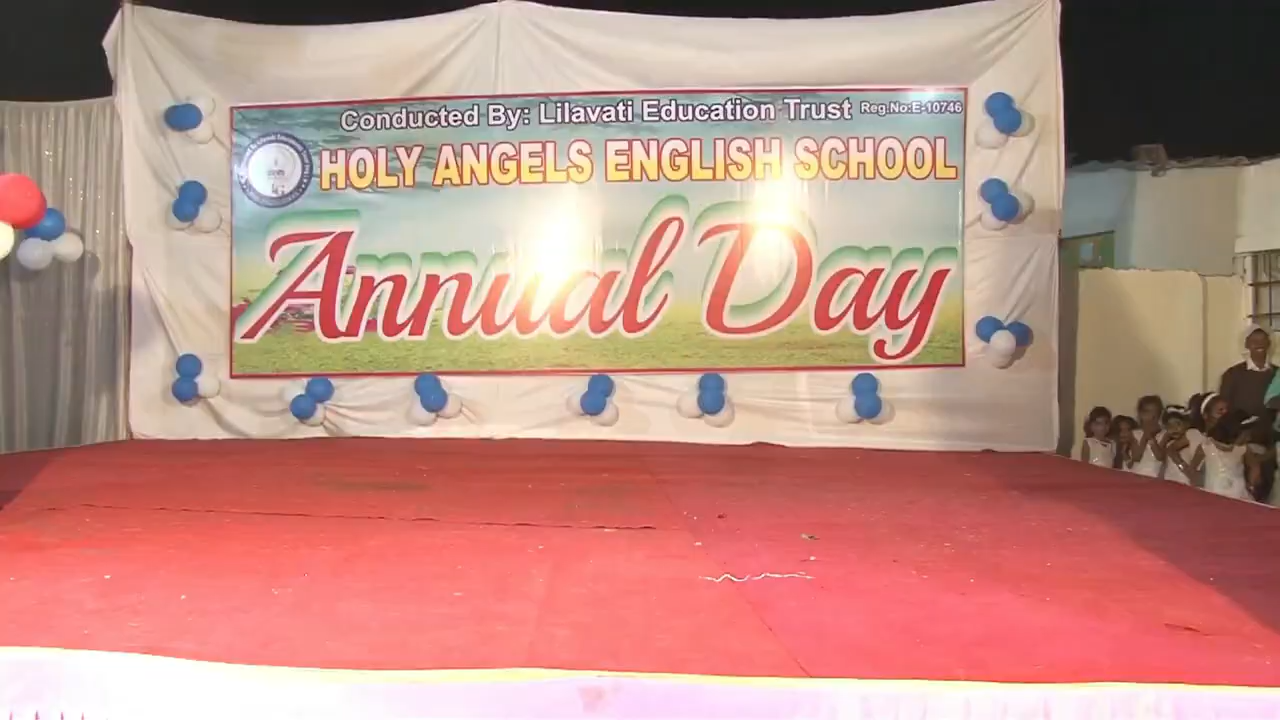 Conducted By: Lilavati Education Trust Reg.No:E-10746
HOLY ANGELS ENGLISH SCHOOL
Annual Day